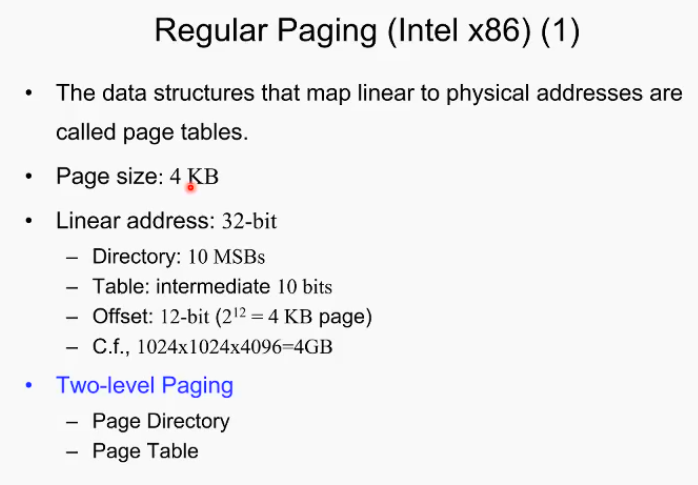 Regular Paging (Intel x86) (1)
• The data structures that map linear to physical addresses are
called page tables.
• Page size: 4 KB
• Linear address: 32-bit
– Directory: 10 MSBs
– Table: intermediate 10 bits
– Offset: 12-bit (2¹² = 4 KB page)
– C.f., 1024x1024x4096=4GB
• Two-level Paging
– Page Directory
– Page Table